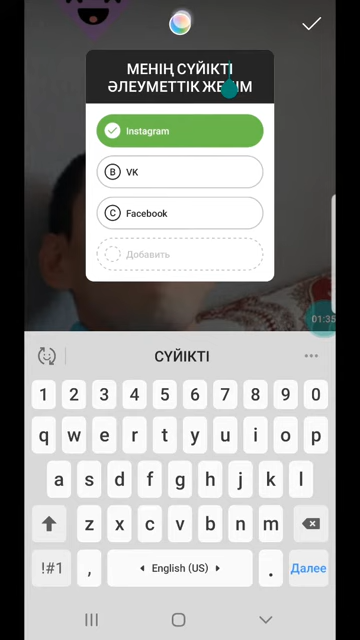 МЕНІҢ СҮЙІКТІ
ӘЛЕУМЕТТІК ЖЕЛІМ
Instagram
B VK
C Facebook
Добавить
01:35
СҮЙІКТІ
1 2 3 4 5 6 7 8 9 0
q w e r t y u i o p
a s d f g h j k l
z x c v b n m
!#1 , English (US) . Далее